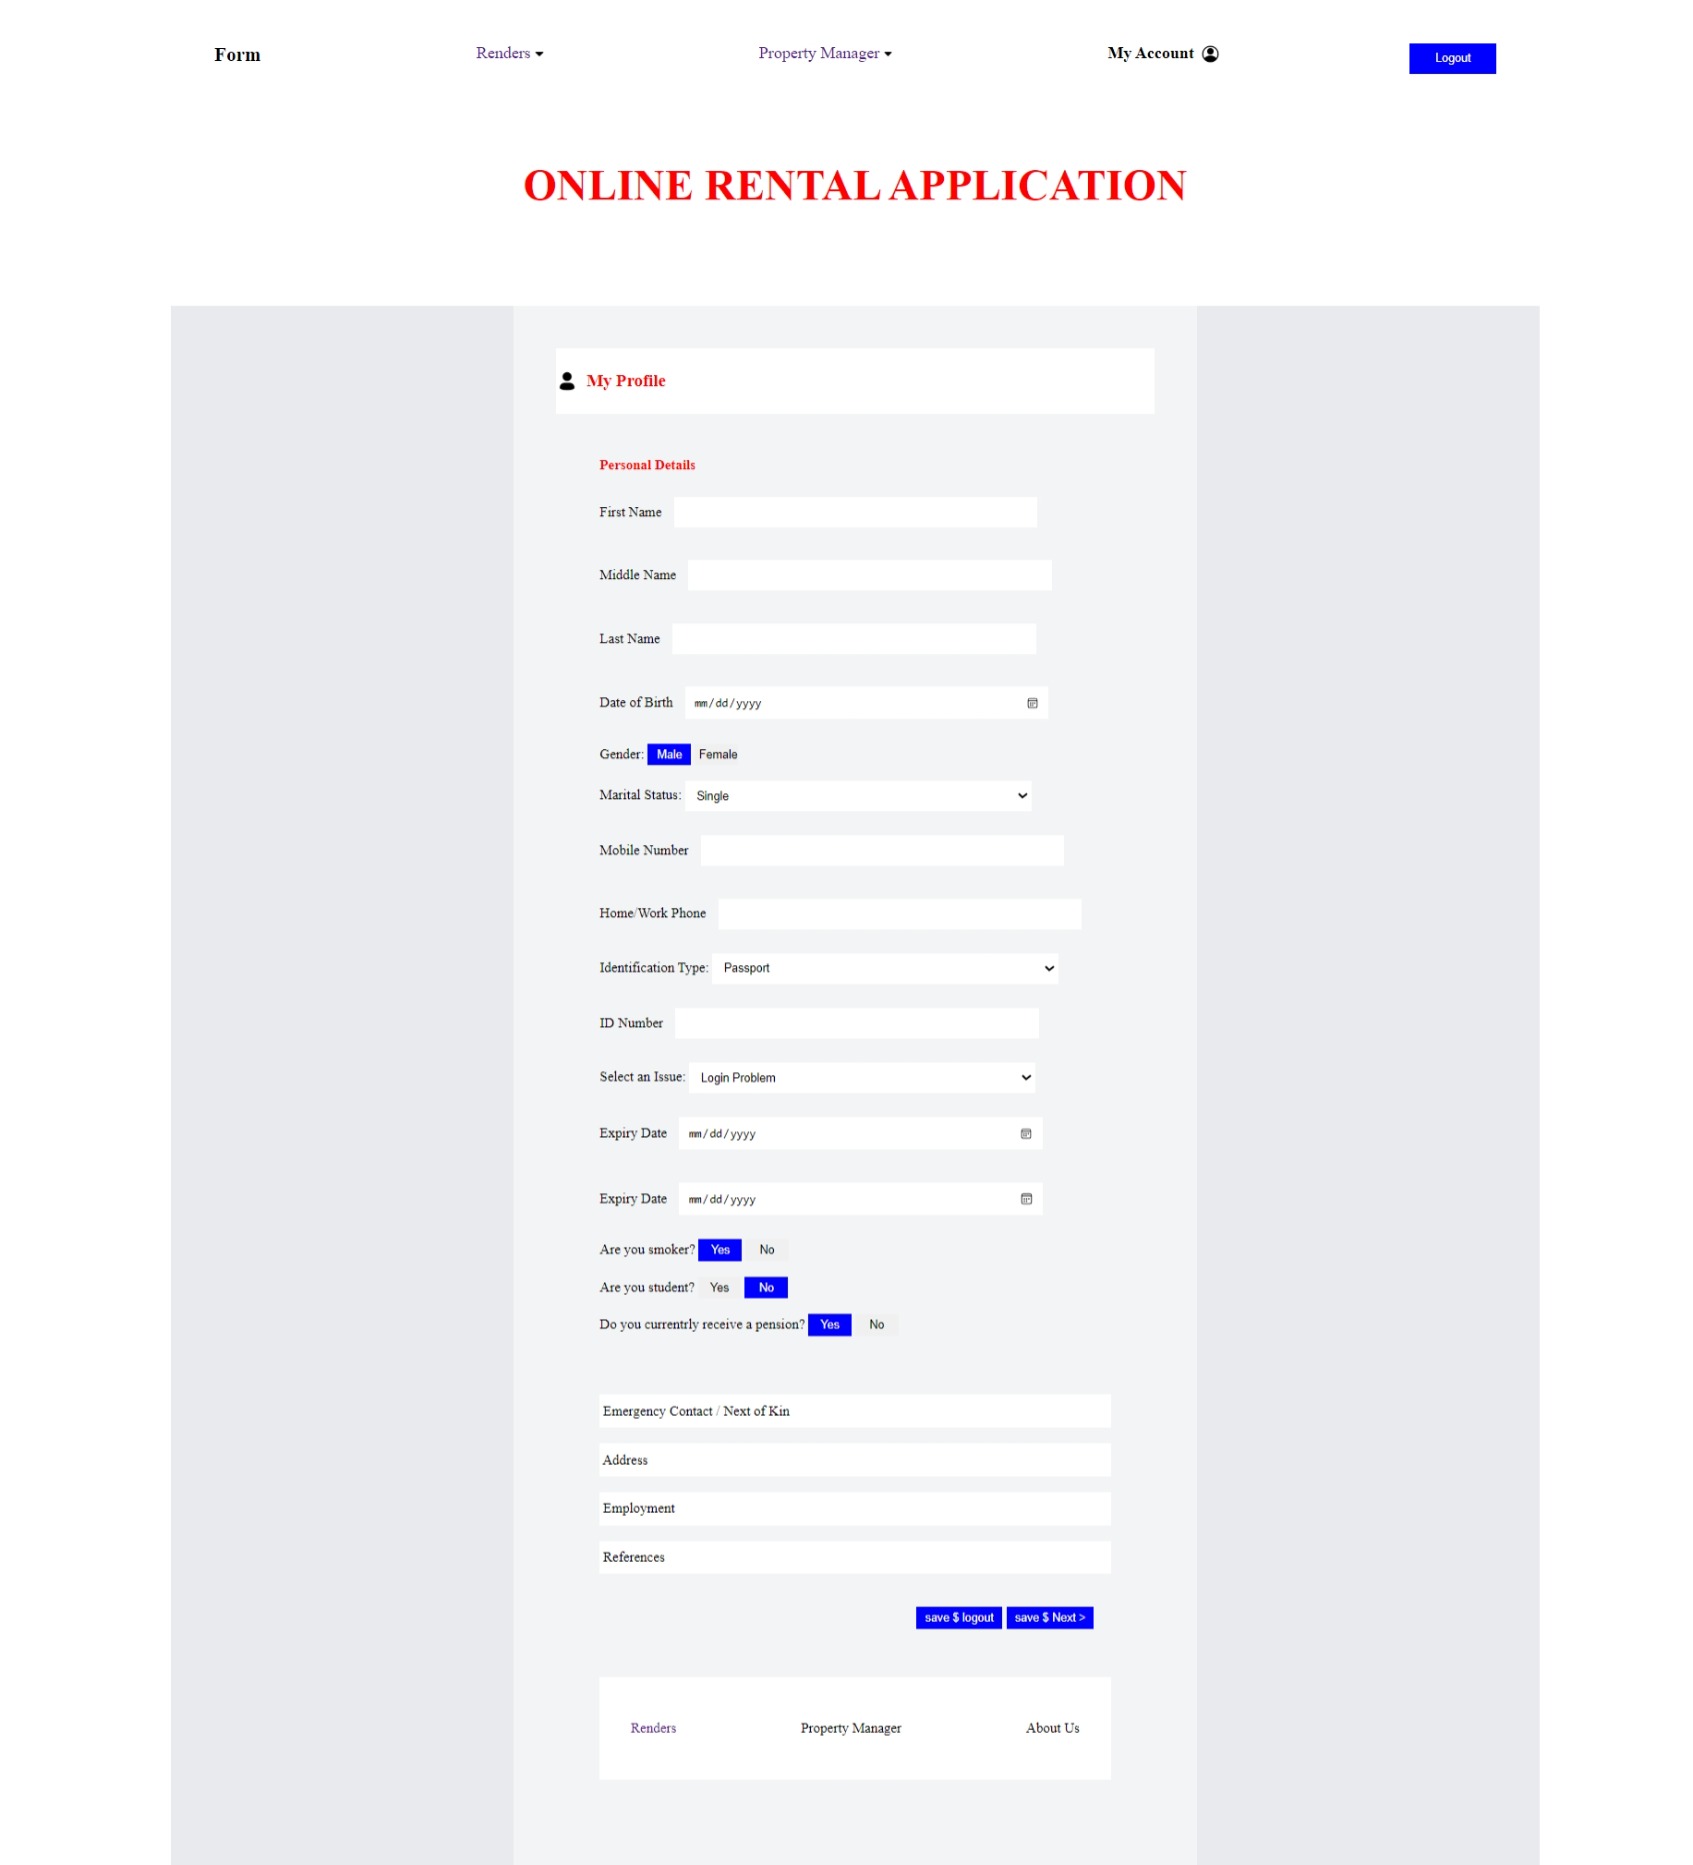 Form Renders Property Manager My Account Logout
ONLINE RENTAL APPLICATION
My Profile
Personal Details
First Name
Middle Name
Last Name
Date of Birth mm/dd/yyyy
Gender: Male Female
Marital Status: Single
Mobile Number
Home/Work Phone
Identification Type: Passport
ID Number
Select an Issue: Login Problem
Expiry Date mm/dd/yyyy
Expiry Date mm/dd/yyyy
Are you smoker? Yes No
Are you student? Yes No
Do you currentrly receive a pension? Yes No
Emergency Contact / Next of Kin
Address
Employment
References
save $ logout save $ Next >
Renders Property Manager About Us